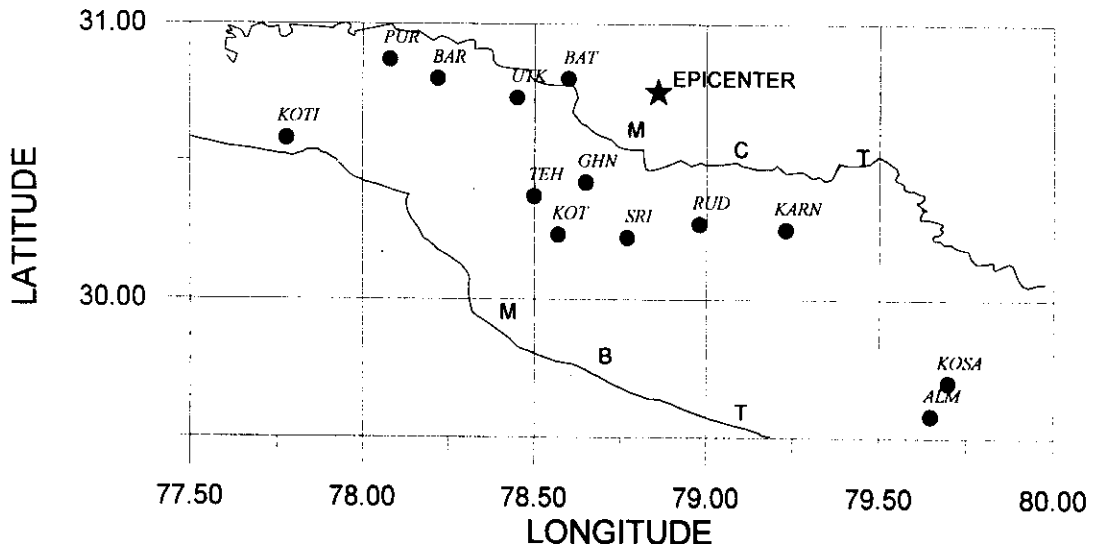 31.00
PUR
BAR
UTK
BAT
EPICENTER
KOTI
M
C
T
GHN
TEH
KOT
SRI
RUD
KARN
LATITUDE
30.00
M
B
KOSA
ALM
T
77.50 78.00 78.50 79.00 79.50 80.00
LONGITUDE